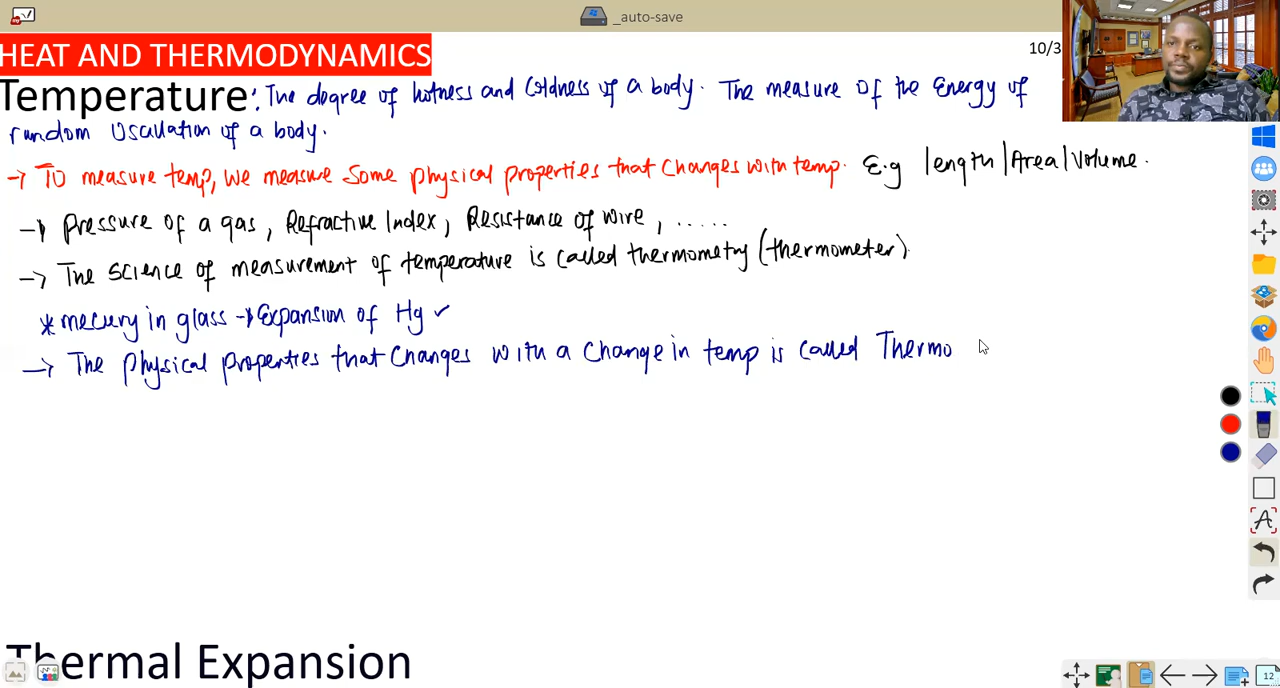 _auto-save
HEAT AND THERMODYNAMICS
10/3
Temperature: The degree of hotness and coldness of a body. The measure of the Energy of
random Oscillation of a body.
→ To measure temp, we measure some physical properties that changes with temp. E.g length/Area/Volume.
→ Pressure of a gas, Refractive Index, Resistance of wire, .....
→ The science of measurement of temperature is called thermometry (thermometer).
* mecury in glass → Expansion of Hg ✓
→ The physical properties that changes with a change in temp is called Thermo
Thermal Expansion
12